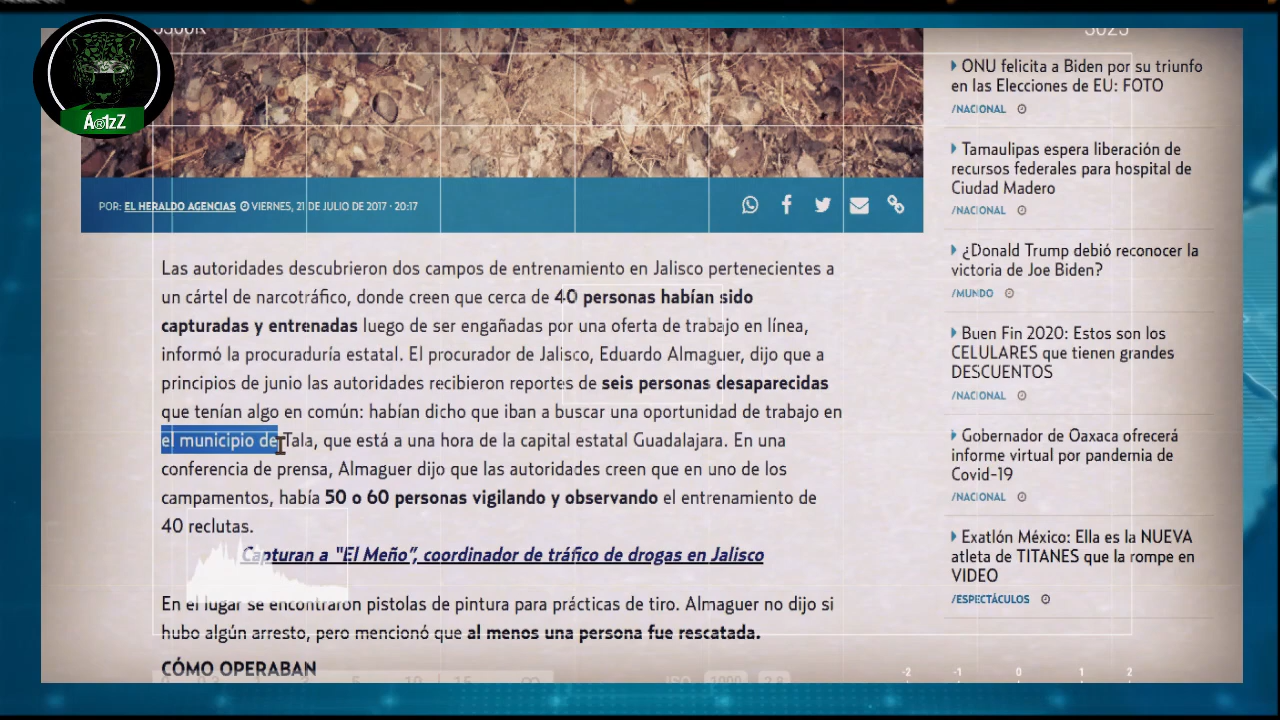 3025
Á®1zZ
POR: EL HERALDO AGENCIAS VIERNES, 21 DE JULIO DE 2017 - 20:17
Las autoridades descubrieron dos campos de entrenamiento en Jalisco pertenecientes a
un cártel de narcotráfico, donde creen que cerca de 40 personas habían sido
capturadas y entrenadas luego de ser engañadas por una oferta de trabajo en línea,
informó la procuraduría estatal. El procurador de Jalisco, Eduardo Almaguer, dijo que a
principios de junio las autoridades recibieron reportes de seis personas desaparecidas
que tenían algo en común: habían dicho que iban a buscar una oportunidad de trabajo en
el municipio de Tala, que está a una hora de la capital estatal Guadalajara. En una
conferencia de prensa, Almaguer dijo que las autoridades creen que en uno de los
campamentos, había 50 o 60 personas vigilando y observando el entrenamiento de
40 reclutas.
Capturan a "El Meño", coordinador de tráfico de drogas en Jalisco
En el lugar se encontraron pistolas de pintura para prácticas de tiro. Almaguer no dijo si
hubo algún arresto, pero mencionó que al menos una persona fue rescatada.
CÓMO OPERABAN
ONU felicita a Biden por su triunfo
en las Elecciones de EU: FOTO
/NACIONAL
Tamaulipas espera liberación de
recursos federales para hospital de
Ciudad Madero
/NACIONAL
¿Donald Trump debió reconocer la
victoria de Joe Biden?
/MUNDO
Buen Fin 2020: Estos son los
CELULARES que tienen grandes
DESCUENTOS
/NACIONAL
Gobernador de Oaxaca ofrecerá
informe virtual por pandemia de
Covid-19
/NACIONAL
Exatlón México: Ella es la NUEVA
atleta de TITANES que la rompe en
VIDEO
/ESPECTÁCULOS
-2 -1 0 1 2